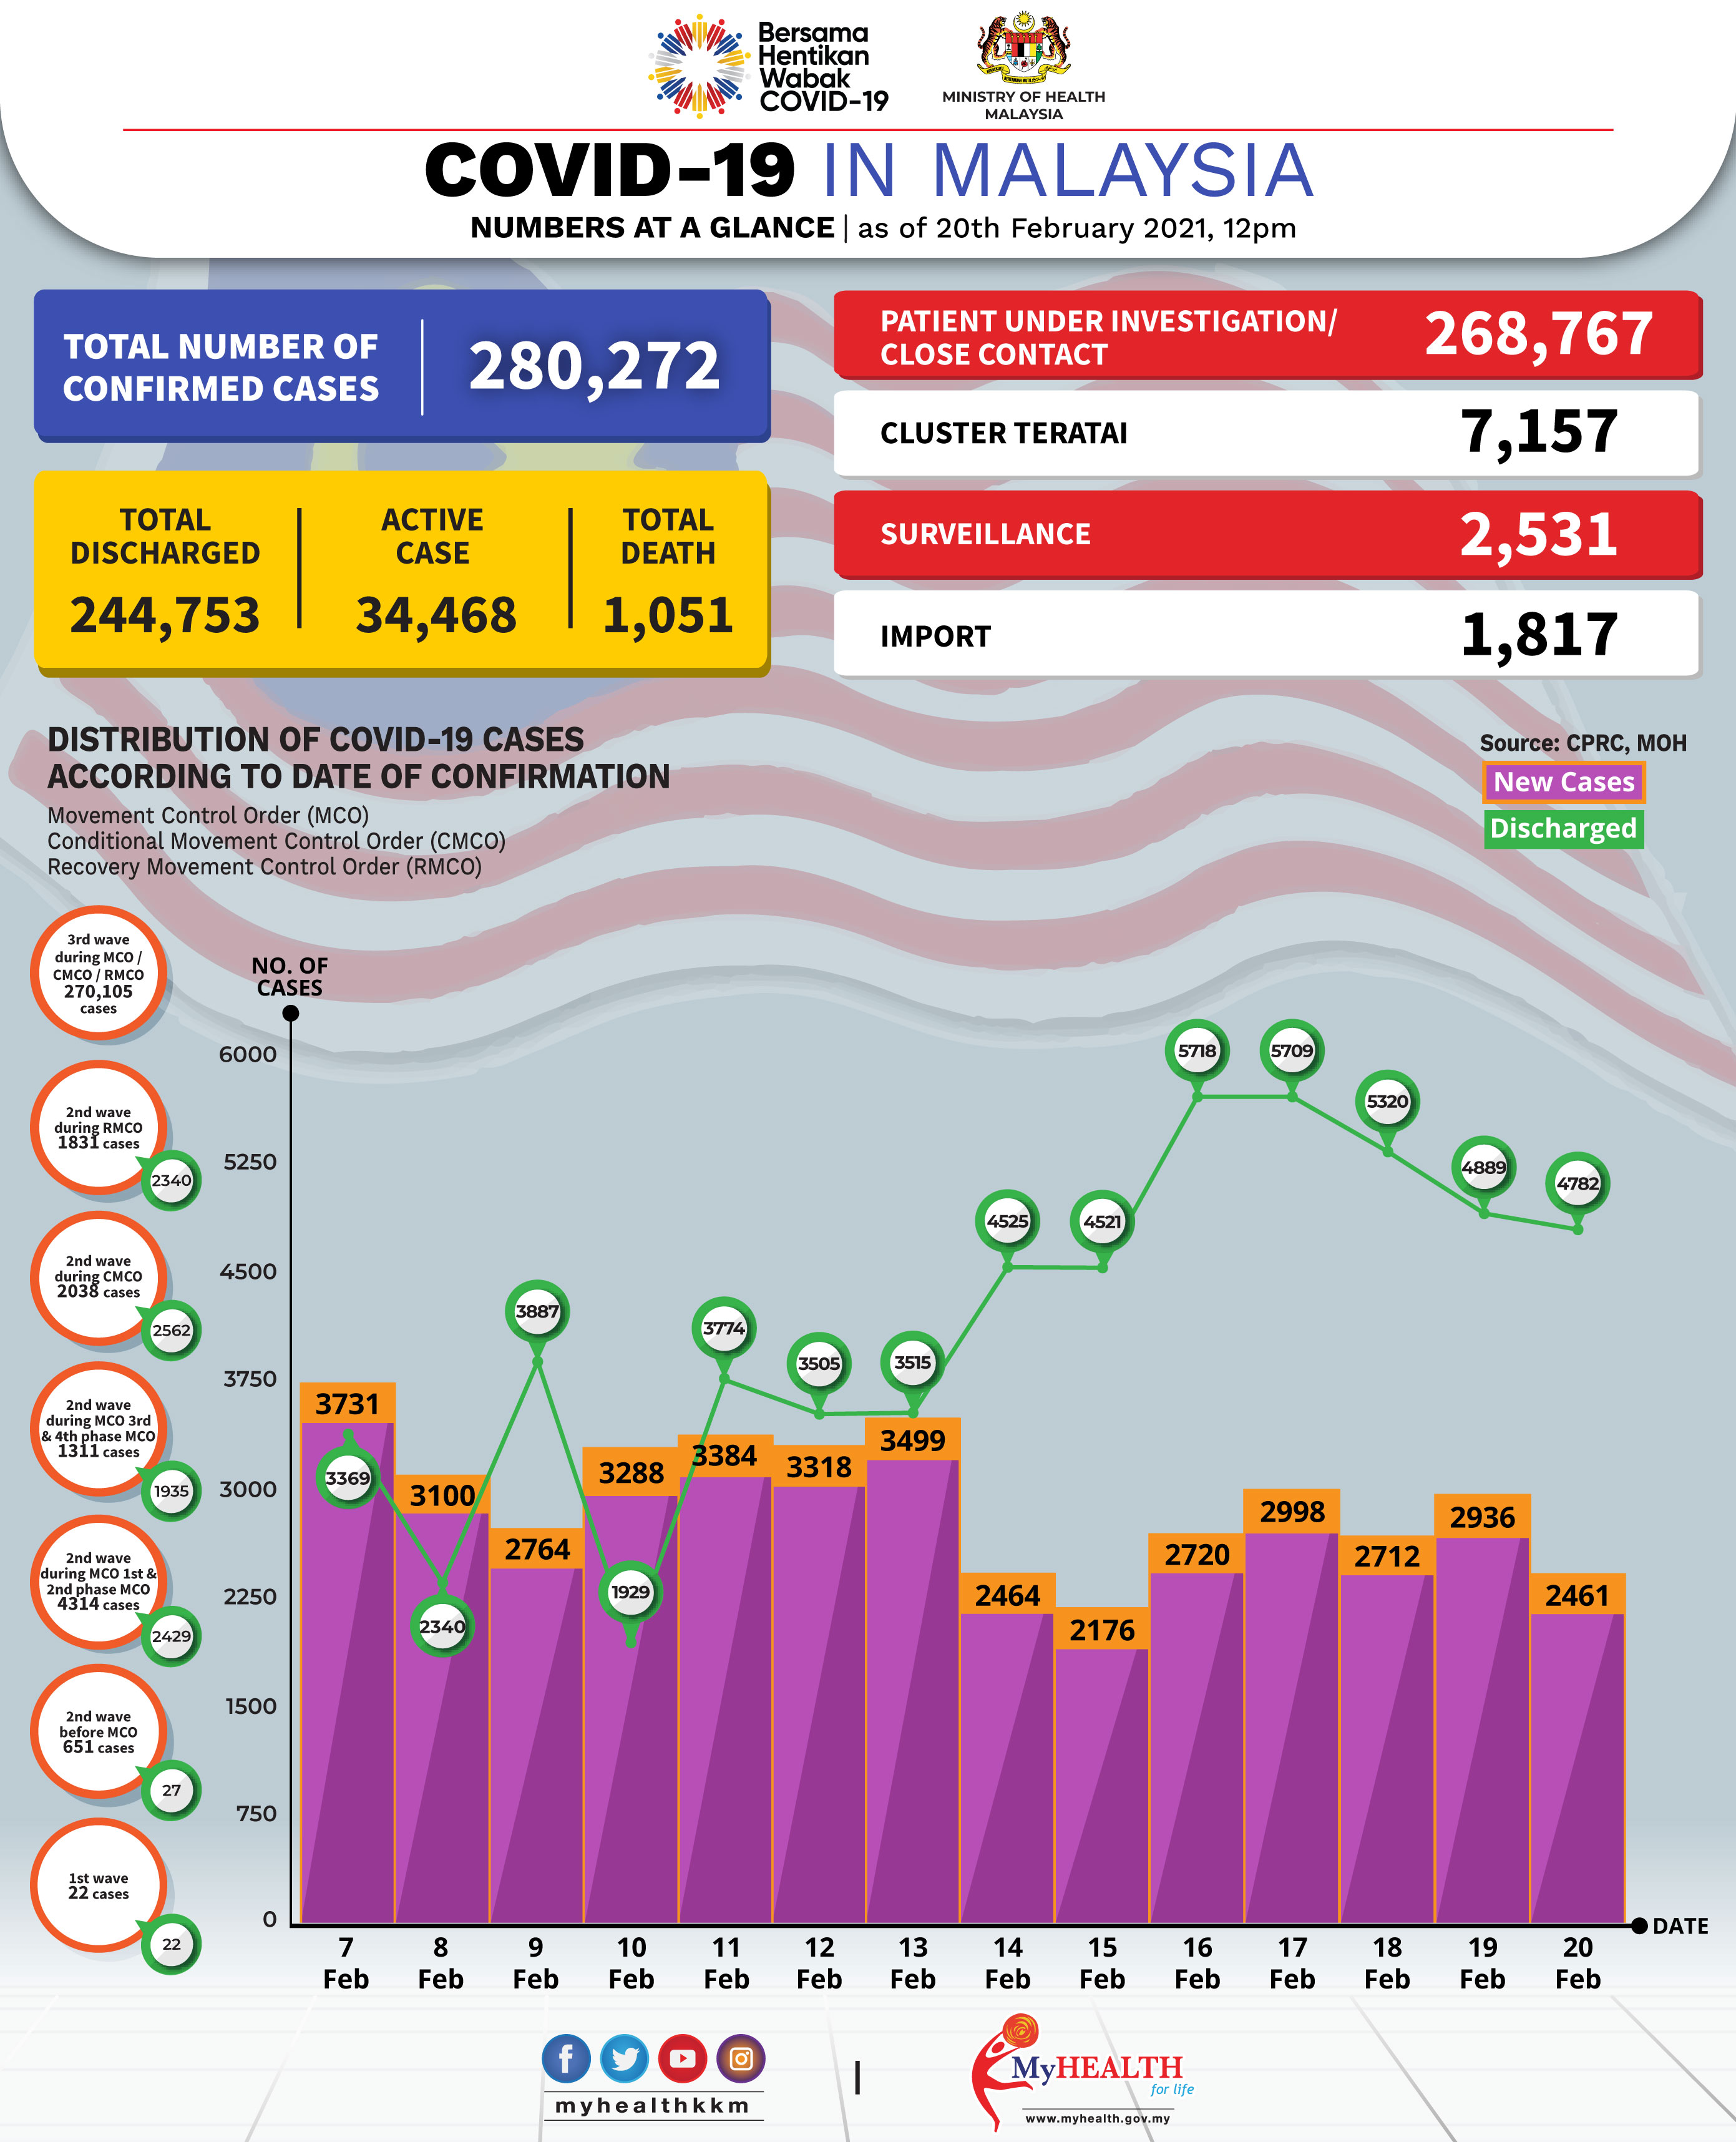 Bersama
Hentikan
Wabak
COVID-19
MINISTRY OF HEALTH
MALAYSIA
COVID-19 IN MALAYSIA
NUMBERS AT A GLANCE | as of 20th February 2021, 12pm
TOTAL NUMBER OF
CONFIRMED CASES
280,272
TOTAL
DISCHARGED
244,753
ACTIVE
CASE
34,468
TOTAL
DEATH
1,051
PATIENT UNDER INVESTIGATION/
CLOSE CONTACT
268,767
CLUSTER TERATAI
7,157
SURVEILLANCE
2,531
IMPORT
1,817
DISTRIBUTION OF COVID-19 CASES
ACCORDING TO DATE OF CONFIRMATION
Movement Control Order (MCO)
Conditional Movement Control Order (CMCO)
Recovery Movement Control Order (RMCO)
Source: CPRC, MOH
New Cases
Discharged
3rd wave
during MCO /
CMCO / RMCO
270,105
cases
2nd wave
during RMCO
1831 cases
2340
2nd wave
during CMCO
2038 cases
2562
2nd wave
during MCO 3rd
& 4th phase MCO
1311 cases
1935
2nd wave
during MCO 1st &
2nd phase MCO
4314 cases
2429
2nd wave
before MCO
651 cases
27
1st wave
22 cases
22
NO. OF
CASES
6000
5250
4500
3750
3000
2250
1500
750
0
5718
5709
5320
4889
4782
4525
4521
3887
3774
3505
3515
3369
2340
1929
3731
3100
2764
3288
3384
3318
3499
2464
2176
2720
2998
2712
2936
2461
DATE
7 8 9 10 11 12 13 14 15 16 17 18 19 20
Feb Feb Feb Feb Feb Feb Feb Feb Feb Feb Feb Feb Feb Feb
myhealthkkm
MyHEALTH
for life
www.myhealth.gov.my